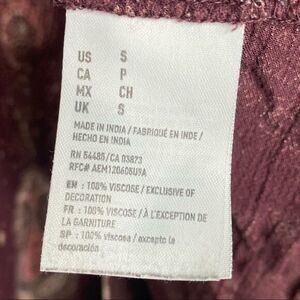 US S
CA P
MX CH
UK S
MADE IN INDIA / FABRIQUÉ EN INDE /
HECHO EN INDIA
RN 54485/CA 03873
RFC# AEM120606U9A
EN : 100% VISCOSE / EXCLUSIVE OF
DECORATION
FR : 100% VISCOSE / À L'EXCEPTION DE
LA GARNITURE
SP : 100% viscosa / excepto la
decoración